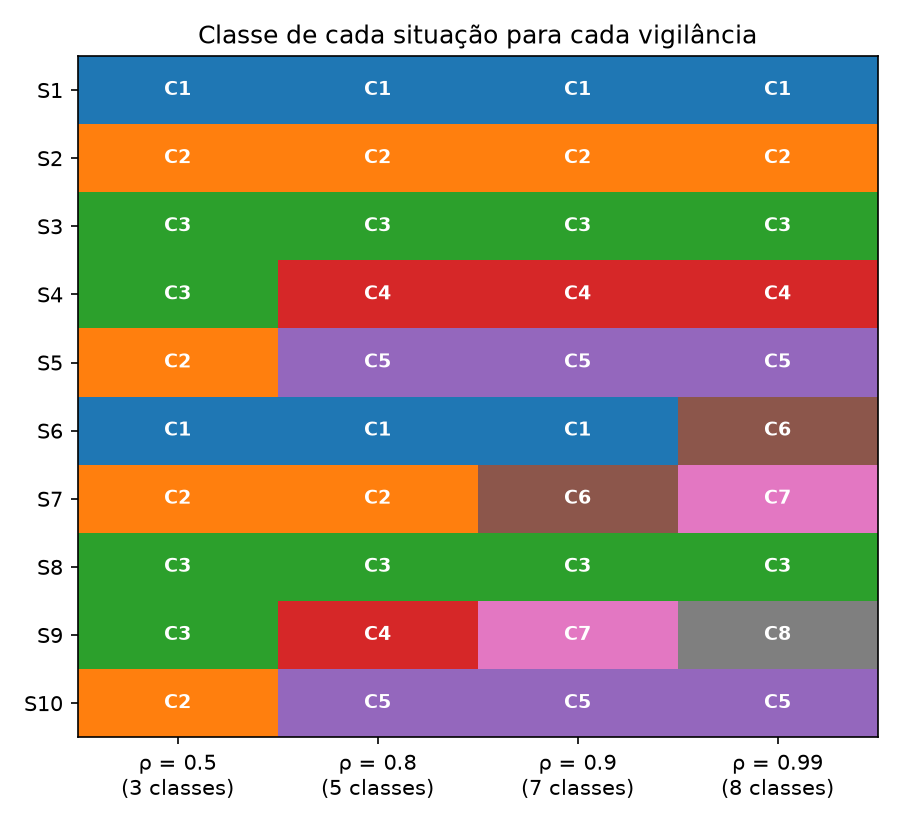 Classe de cada situação para cada vigilância
S1 C1 C1 C1 C1
S2 C2 C2 C2 C2
S3 C3 C3 C3 C3
S4 C3 C4 C4 C4
S5 C2 C5 C5 C5
S6 C1 C1 C1 C6
S7 C2 C2 C6 C7
S8 C3 C3 C3 C3
S9 C3 C4 C7 C8
S10 C2 C5 C5 C5
ρ = 0.5 ρ = 0.8 ρ = 0.9 ρ = 0.99
(3 classes) (5 classes) (7 classes) (8 classes)